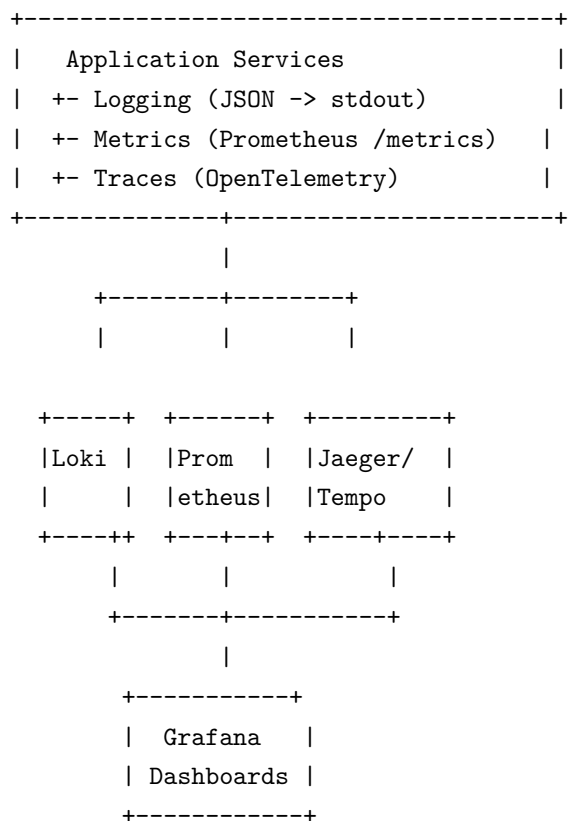 +--------------------------------------+
|   Application Services               |
|  +- Logging (JSON -> stdout)         |
|  +- Metrics (Prometheus /metrics)   |
|  +- Traces (OpenTelemetry)          |
+--------------+-----------------------+
               |
      +--------+--------+
      |        |        |
  +-----+  +------+  +---------+
  |Loki |  |Prom  |  |Jaeger/  |
  |     |  |etheus|  |Tempo    |
  +----++  +---+--+  +----+----+
       |       |           |
       +-------+-----------+
               |
        +-----------+
        |  Grafana   |
        | Dashboards |
        +------------+